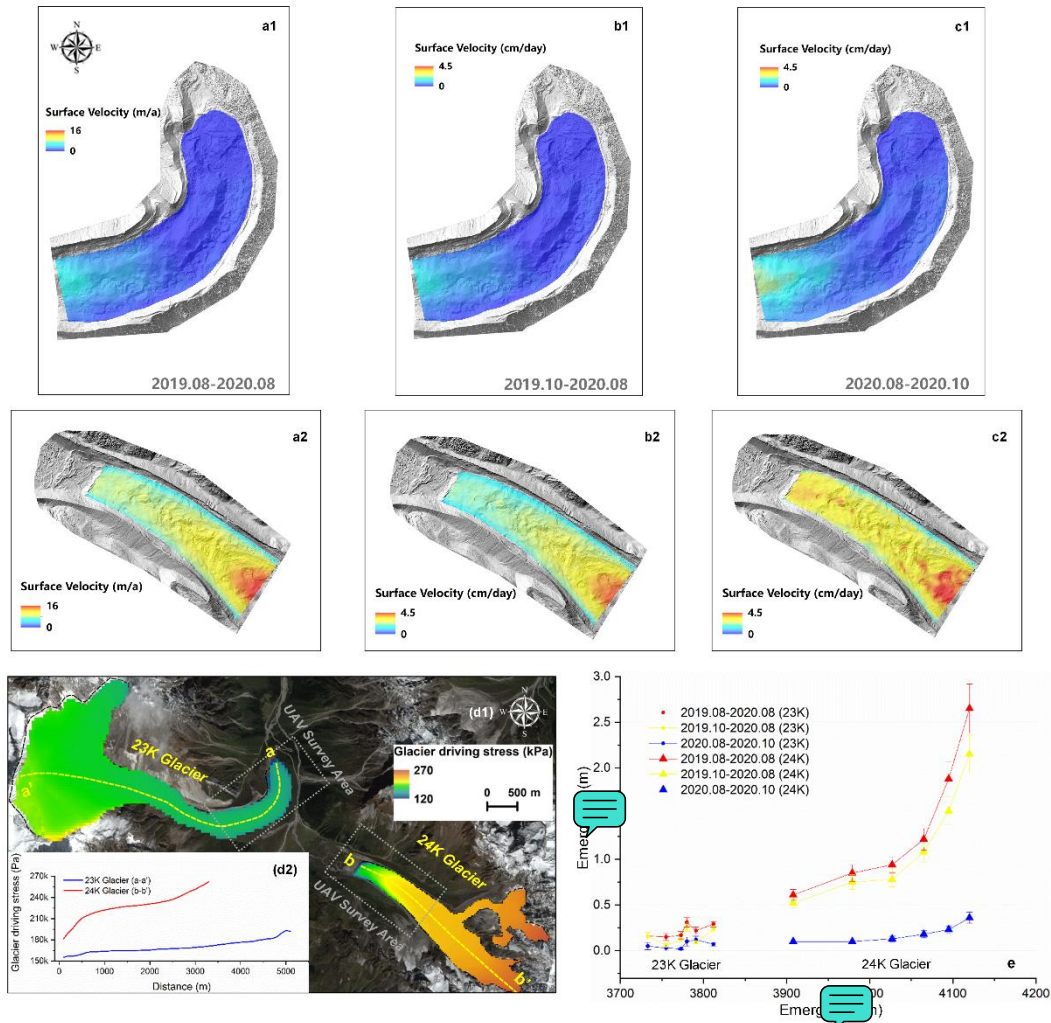 a1
N
W E
S
Surface Velocity (m/a)
16
0
2019.08-2020.08
b1
Surface Velocity (cm/day)
4.5
0
2019.10-2020.08
c1
Surface Velocity (cm/day)
4.5
0
2020.08-2020.10
a2
Surface Velocity (m/a)
16
0
b2
Surface Velocity (cm/day)
4.5
0
c2
Surface Velocity (cm/day)
4.5
0
(d1)
N
W E
S
23K Glacier
a
a'
UAV Survey Area
Glacier driving stress (kPa)
270
120
0 500 m
24K Glacier
b
b'
UAV Survey Area
(d2)
Glacier driving stress (Pa)
270k
240k
210k
180k
150k
23K Glacier (a-a')
24K Glacier (b-b')
0 1000 2000 3000 4000 5000
Distance (m)
3.0
2.5
2.0
1.5
1.0
0.5
0.0
2019.08-2020.08 (23K)
2019.10-2020.08 (23K)
2020.08-2020.10 (23K)
2019.08-2020.08 (24K)
2019.10-2020.08 (24K)
2020.08-2020.10 (24K)
(m)
23K Glacier
24K Glacier
e
3700 3800 3900 4000 4100 4200